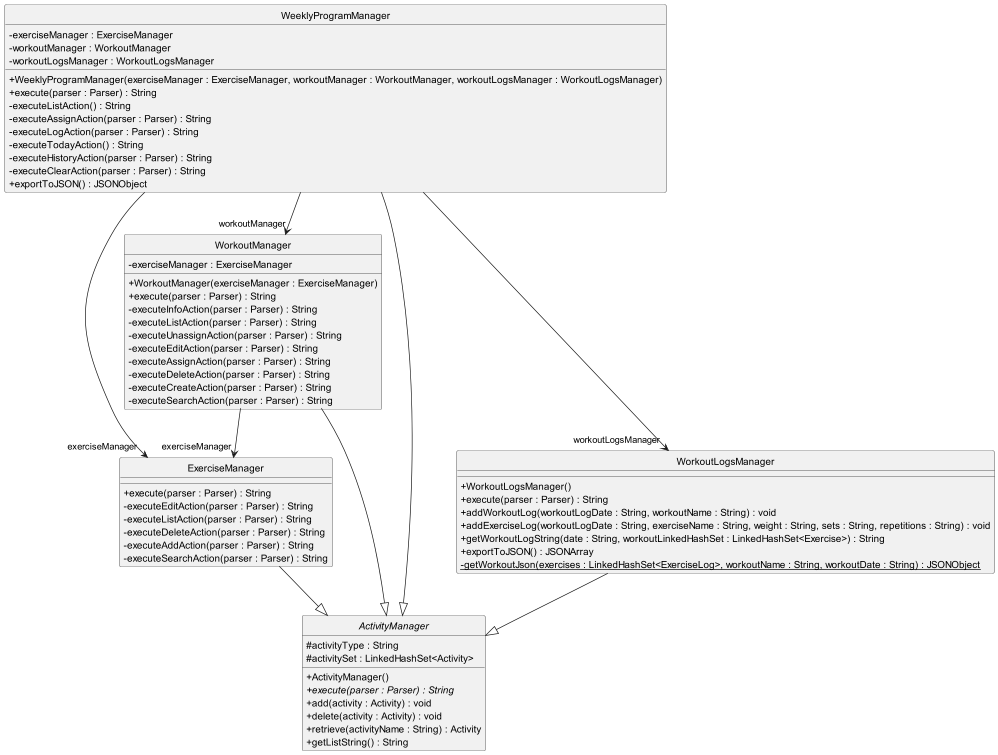 WeeklyProgramManager
-exerciseManager : ExerciseManager
-workoutManager : WorkoutManager
-workoutLogsManager : WorkoutLogsManager
+WeeklyProgramManager(exerciseManager : ExerciseManager, workoutManager : WorkoutManager, workoutLogsManager : WorkoutLogsManager)
+execute(parser : Parser) : String
-executeListAction() : String
-executeAssignAction(parser : Parser) : String
-executeLogAction(parser : Parser) : String
-executeTodayAction() : String
-executeHistoryAction(parser : Parser) : String
-executeClearAction(parser : Parser) : String
+exportToJSON() : JSONObject
workoutManager
WorkoutManager
-exerciseManager : ExerciseManager
+WorkoutManager(exerciseManager : ExerciseManager)
+execute(parser : Parser) : String
-executeInfoAction(parser : Parser) : String
-executeListAction(parser : Parser) : String
-executeUnassignAction(parser : Parser) : String
-executeEditAction(parser : Parser) : String
-executeAssignAction(parser : Parser) : String
-executeDeleteAction(parser : Parser) : String
-executeCreateAction(parser : Parser) : String
-executeSearchAction(parser : Parser) : String
exerciseManager
exerciseManager
workoutLogsManager
ExerciseManager
+execute(parser : Parser) : String
-executeEditAction(parser : Parser) : String
-executeListAction(parser : Parser) : String
-executeDeleteAction(parser : Parser) : String
-executeAddAction(parser : Parser) : String
-executeSearchAction(parser : Parser) : String
WorkoutLogsManager
+WorkoutLogsManager()
+execute(parser : Parser) : String
+addWorkoutLog(workoutLogDate : String, workoutName : String) : void
+addExerciseLog(workoutLogDate : String, exerciseName : String, weight : String, sets : String, repetitions : String) : void
+getWorkoutLogString(date : String, workoutLinkedHashSet : LinkedHashSet<Exercise>) : String
+exportToJSON() : JSONArray
-getWorkoutJson(exercises : LinkedHashSet<ExerciseLog>, workoutName : String, workoutDate : String) : JSONObject
ActivityManager
#activityType : String
#activitySet : LinkedHashSet<Activity>
+ActivityManager()
+execute(parser : Parser) : String
+add(activity : Activity) : void
+delete(activity : Activity) : void
+retrieve(activityName : String) : Activity
+getListString() : String